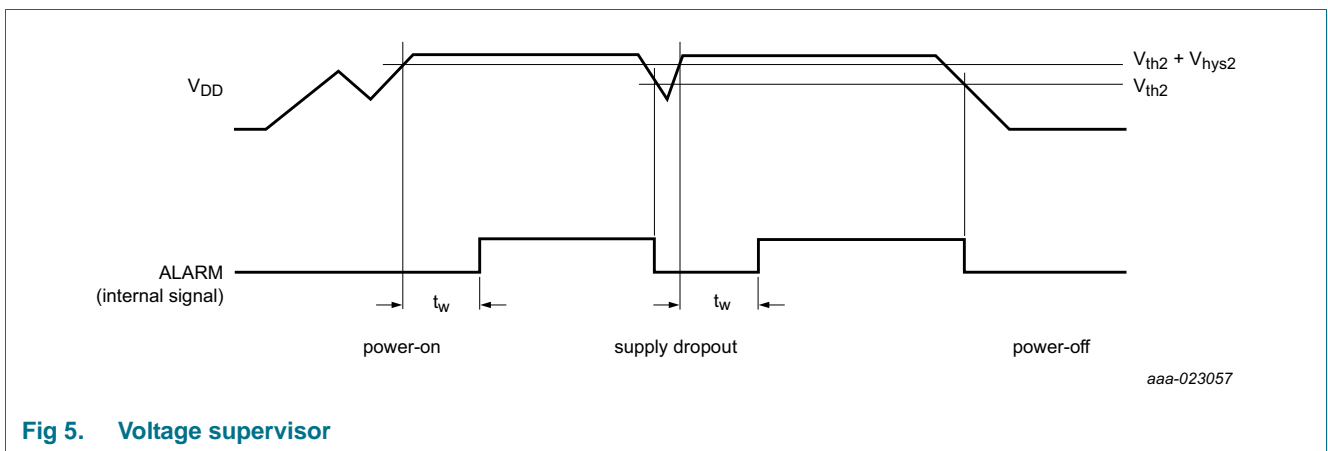 V_DD
V_th2 + V_hys2
V_th2
ALARM
(internal signal)
t_w
t_w
power-on
supply dropout
power-off
aaa-023057
Fig 5. Voltage supervisor